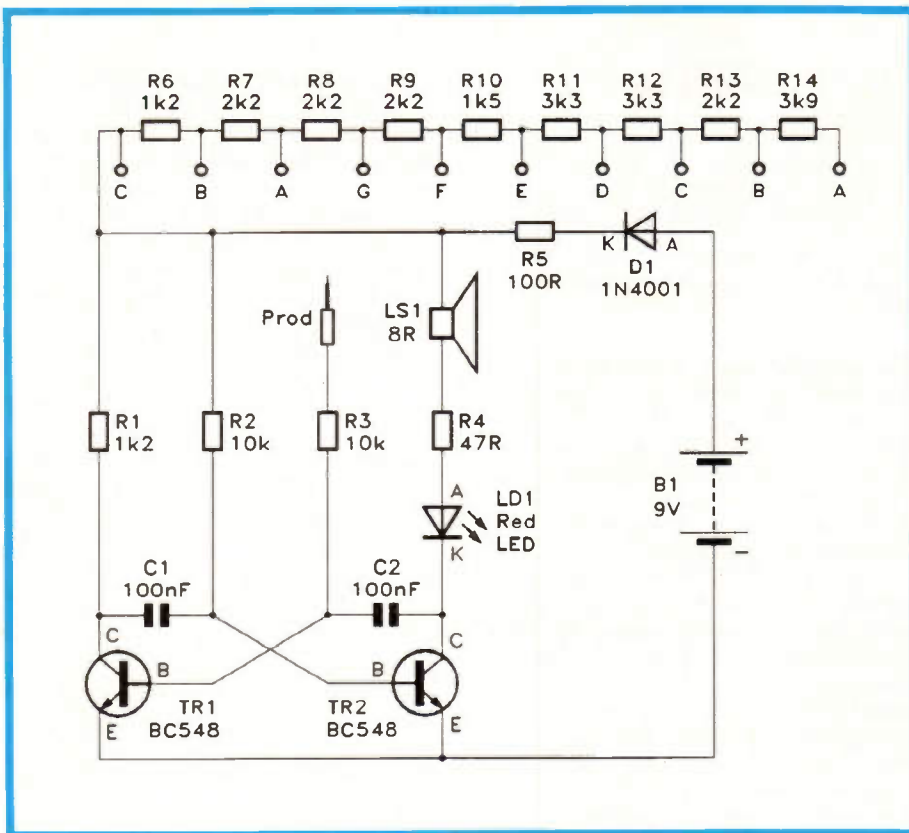 R6 R7 R8 R9 R10 R11 R12 R13 R14
1k2 2k2 2k2 2k2 1k5 3k3 3k3 2k2 3k9
C B A G F E D C B A
K A
R5
100R
D1
1N4001
Prod
LS1
8R
R1
1k2
R2
10k
R3
10k
R4
47R
A
LD1
Red
LED
K
B1
9V
+
−
C1
100nF
C2
100nF
C
B
E
TR1
BC548
C
B
E
TR2
BC548